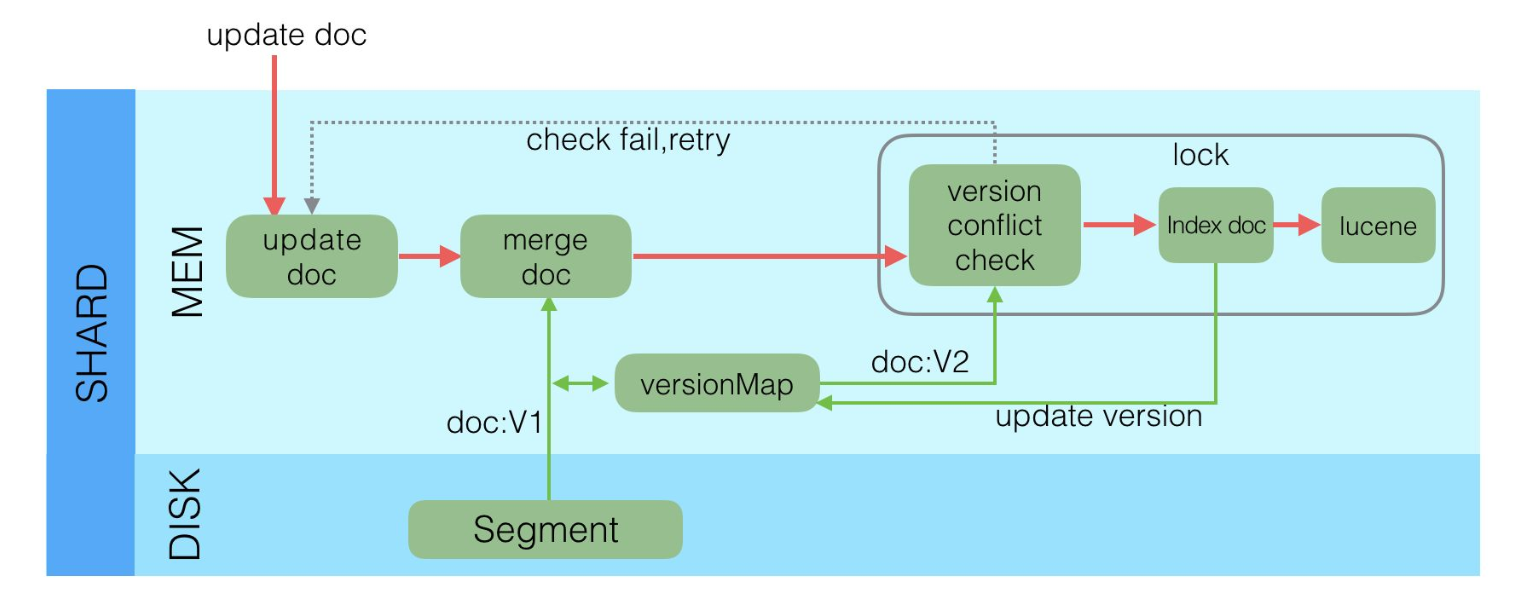 update doc
check fail,retry
lock
version
conflict
check
Index doc
lucene
update
doc
merge
doc
MEM
SHARD
doc:V2
versionMap
update version
doc:V1
DISK
Segment